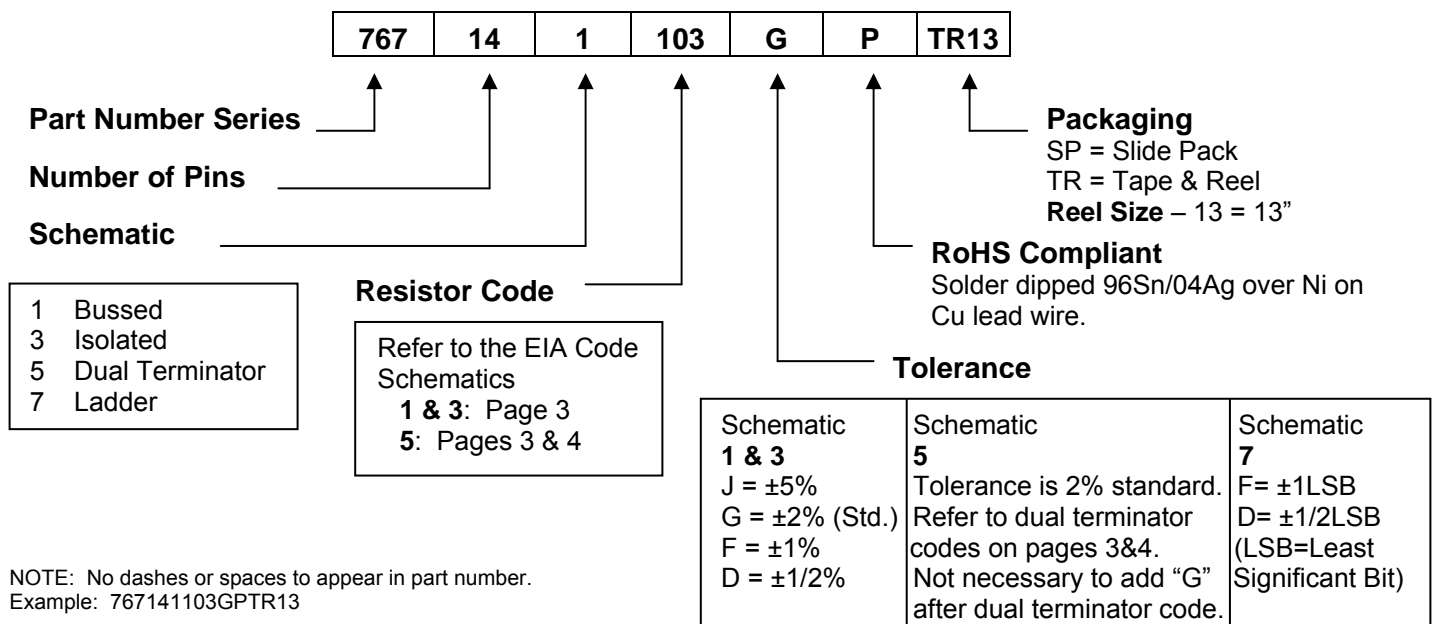 767 14 1 103 G P TR13
Part Number Series
Number of Pins
Schematic
1 Bussed
3 Isolated
5 Dual Terminator
7 Ladder
Resistor Code
Refer to the EIA Code
Schematics
1 & 3: Page 3
5: Pages 3 & 4
Packaging
SP = Slide Pack
TR = Tape & Reel
Reel Size – 13 = 13”
RoHS Compliant
Solder dipped 96Sn/04Ag over Ni on
Cu lead wire.
Tolerance
Schematic
1 & 3
J = ±5%
G = ±2% (Std.)
F = ±1%
D = ±1/2%
Schematic
5
Tolerance is 2% standard.
Refer to dual terminator
codes on pages 3&4.
Not necessary to add “G”
after dual terminator code.
Schematic
7
F= ±1LSB
D= ±1/2LSB
(LSB=Least
Significant Bit)
NOTE: No dashes or spaces to appear in part number.
Example: 767141103GPTR13